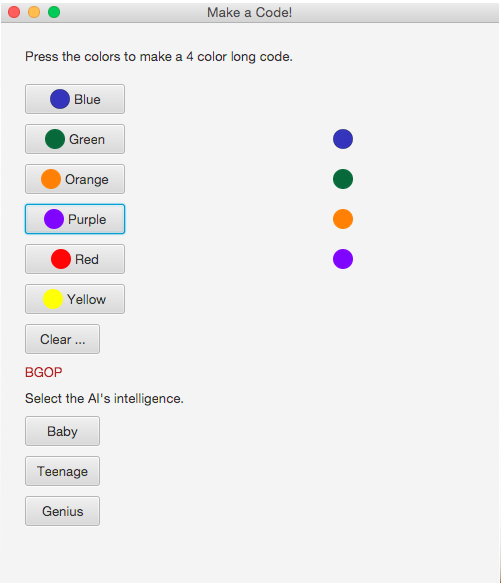 Make a Code!
Press the colors to make a 4 color long code.
Blue
Green
Orange
Purple
Red
Yellow
Clear ...
BGOP
Select the AI's intelligence.
Baby
Teenage
Genius